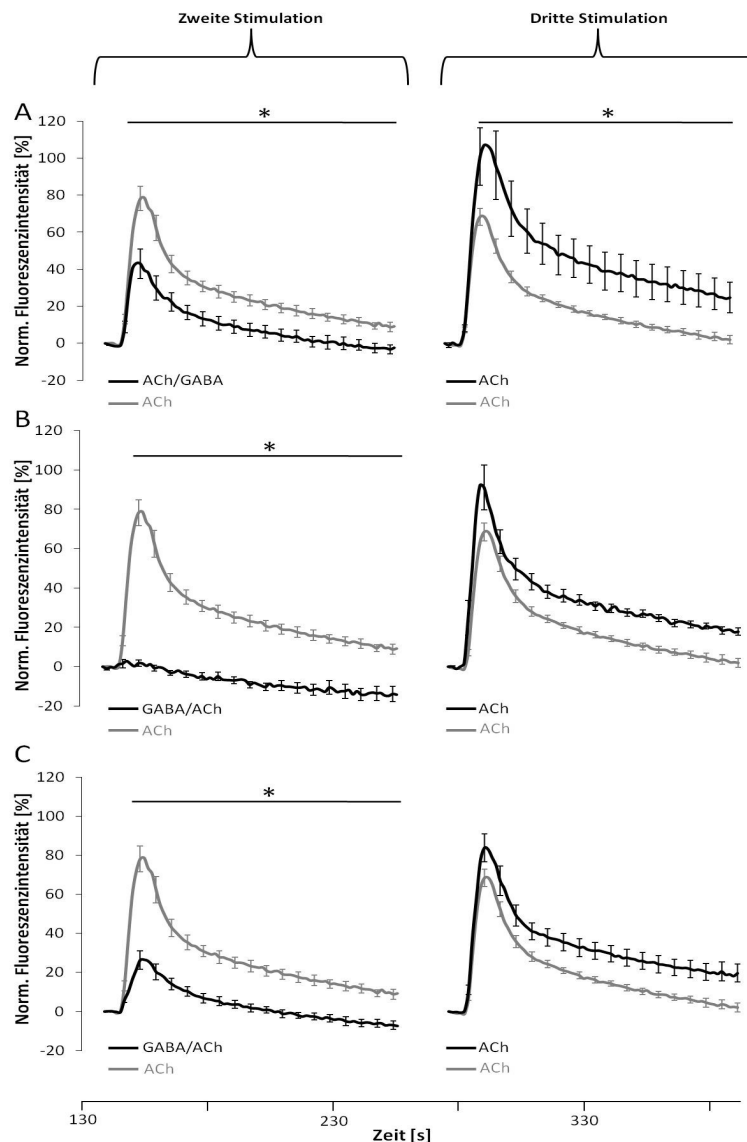 Zweite Stimulation
Dritte Stimulation
A
Norm. Fluoreszenzintensität [%]
120
100
80
60
40
20
0
-20
*
*
ACh/GABA
ACh
ACh
ACh
B
Norm. Fluoreszenzintensität [%]
120
100
80
60
40
20
0
-20
*
GABA/ACh
ACh
ACh
ACh
C
Norm. Fluoreszenzintensität [%]
120
100
80
60
40
20
0
-20
*
GABA/ACh
ACh
ACh
ACh
130
230
330
Zeit [s]